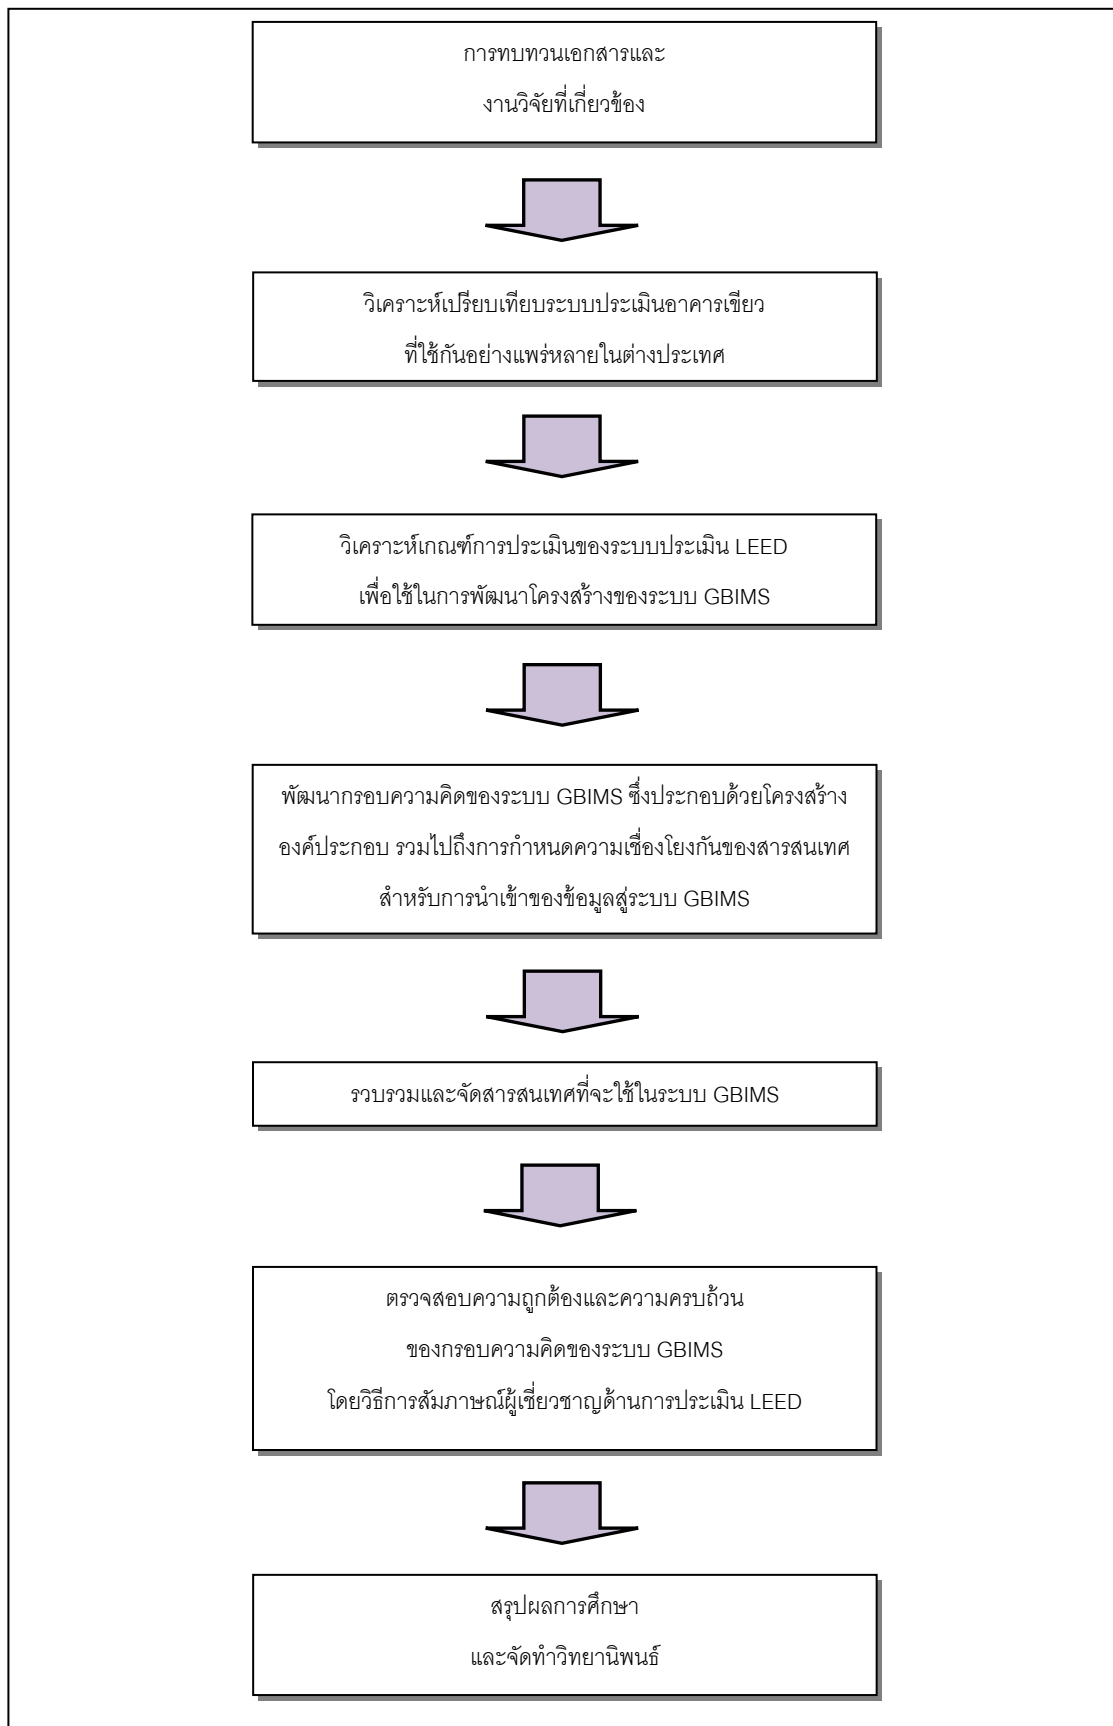 การทบทวนเอกสารและ
งานวิจัยที่เกี่ยวข้อง
วิเคราะห์เปรียบเทียบระบบประเมินอาคารเขียว
ที่ใช้กันอย่างแพร่หลายในต่างประเทศ
วิเคราะห์เกณฑ์การประเมินของระบบประเมิน LEED
เพื่อใช้ในการพัฒนาโครงสร้างของระบบ GBIMS
พัฒนากรอบความคิดของระบบ GBIMS ซึ่งประกอบด้วยโครงสร้าง
องค์ประกอบ รวมไปถึงการกำหนดความเชื่องโยงกันของสารสนเทศ
สำหรับการนำเข้าของข้อมูลสู่ระบบ GBIMS
รวบรวมและจัดสารสนเทศที่จะใช้ในระบบ GBIMS
ตรวจสอบความถูกต้องและความครบถ้วน
ของกรอบความคิดของระบบ GBIMS
โดยวิธีการสัมภาษณ์ผู้เชี่ยวชาญด้านการประเมิน LEED
สรุปผลการศึกษา
และจัดทำวิทยานิพนธ์